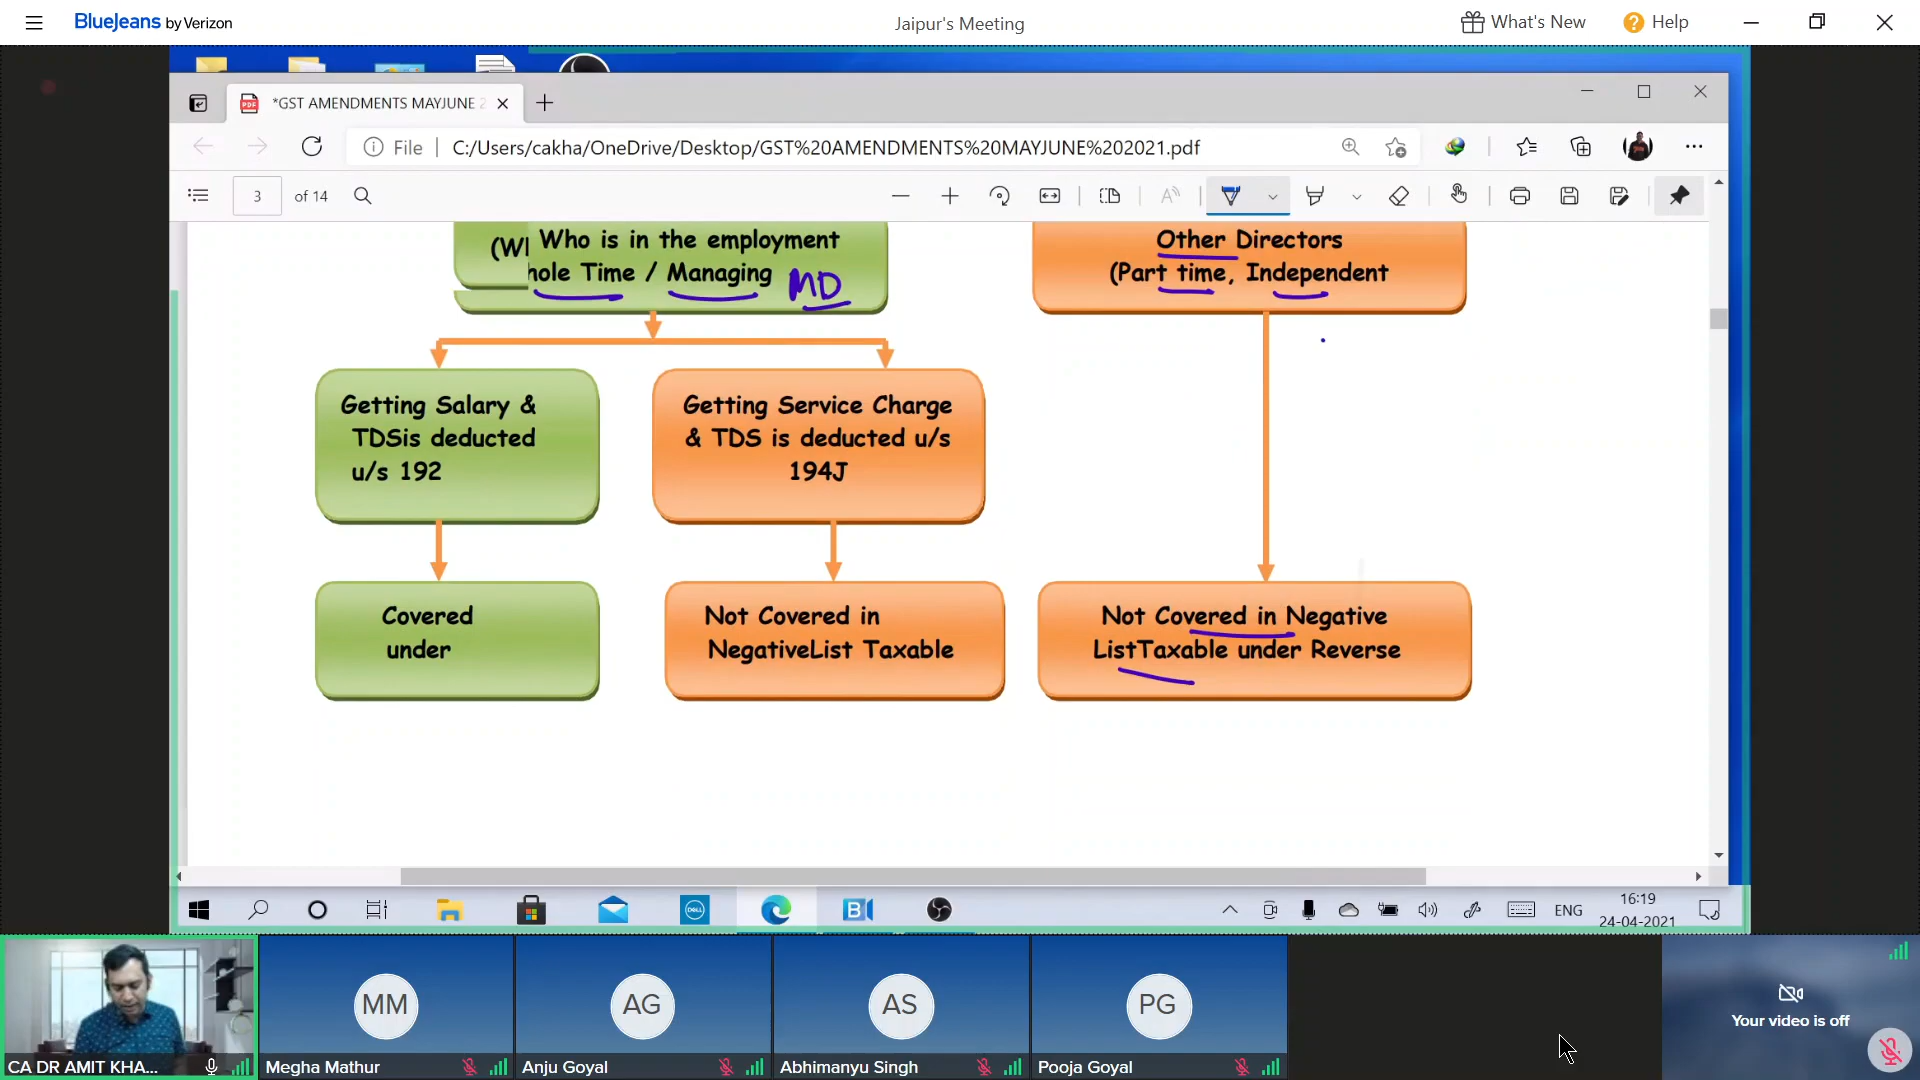 BlueJeans by Verizon
Jaipur's Meeting
What's New
Help
*GST AMENDMENTS MAYJUNE 2
File
C:/Users/cakha/OneDrive/Desktop/GST%20AMENDMENTS%20MAYJUNE%202021.pdf
3 of 14
Who is in the employment
(Wh
hole Time / Managing MD
Other Directors
(Part time, Independent
Getting Salary &
TDSis deducted
u/s 192
Getting Service Charge
& TDS is deducted u/s
194J
Covered
under
Not Covered in
NegativeList Taxable
Not Covered in Negative
ListTaxable under Reverse
DELL
ENG
16:19
24-04-2021
CA DR AMIT KHA...
MM
Megha Mathur
AG
Anju Goyal
AS
Abhimanyu Singh
PG
Pooja Goyal
Your video is off